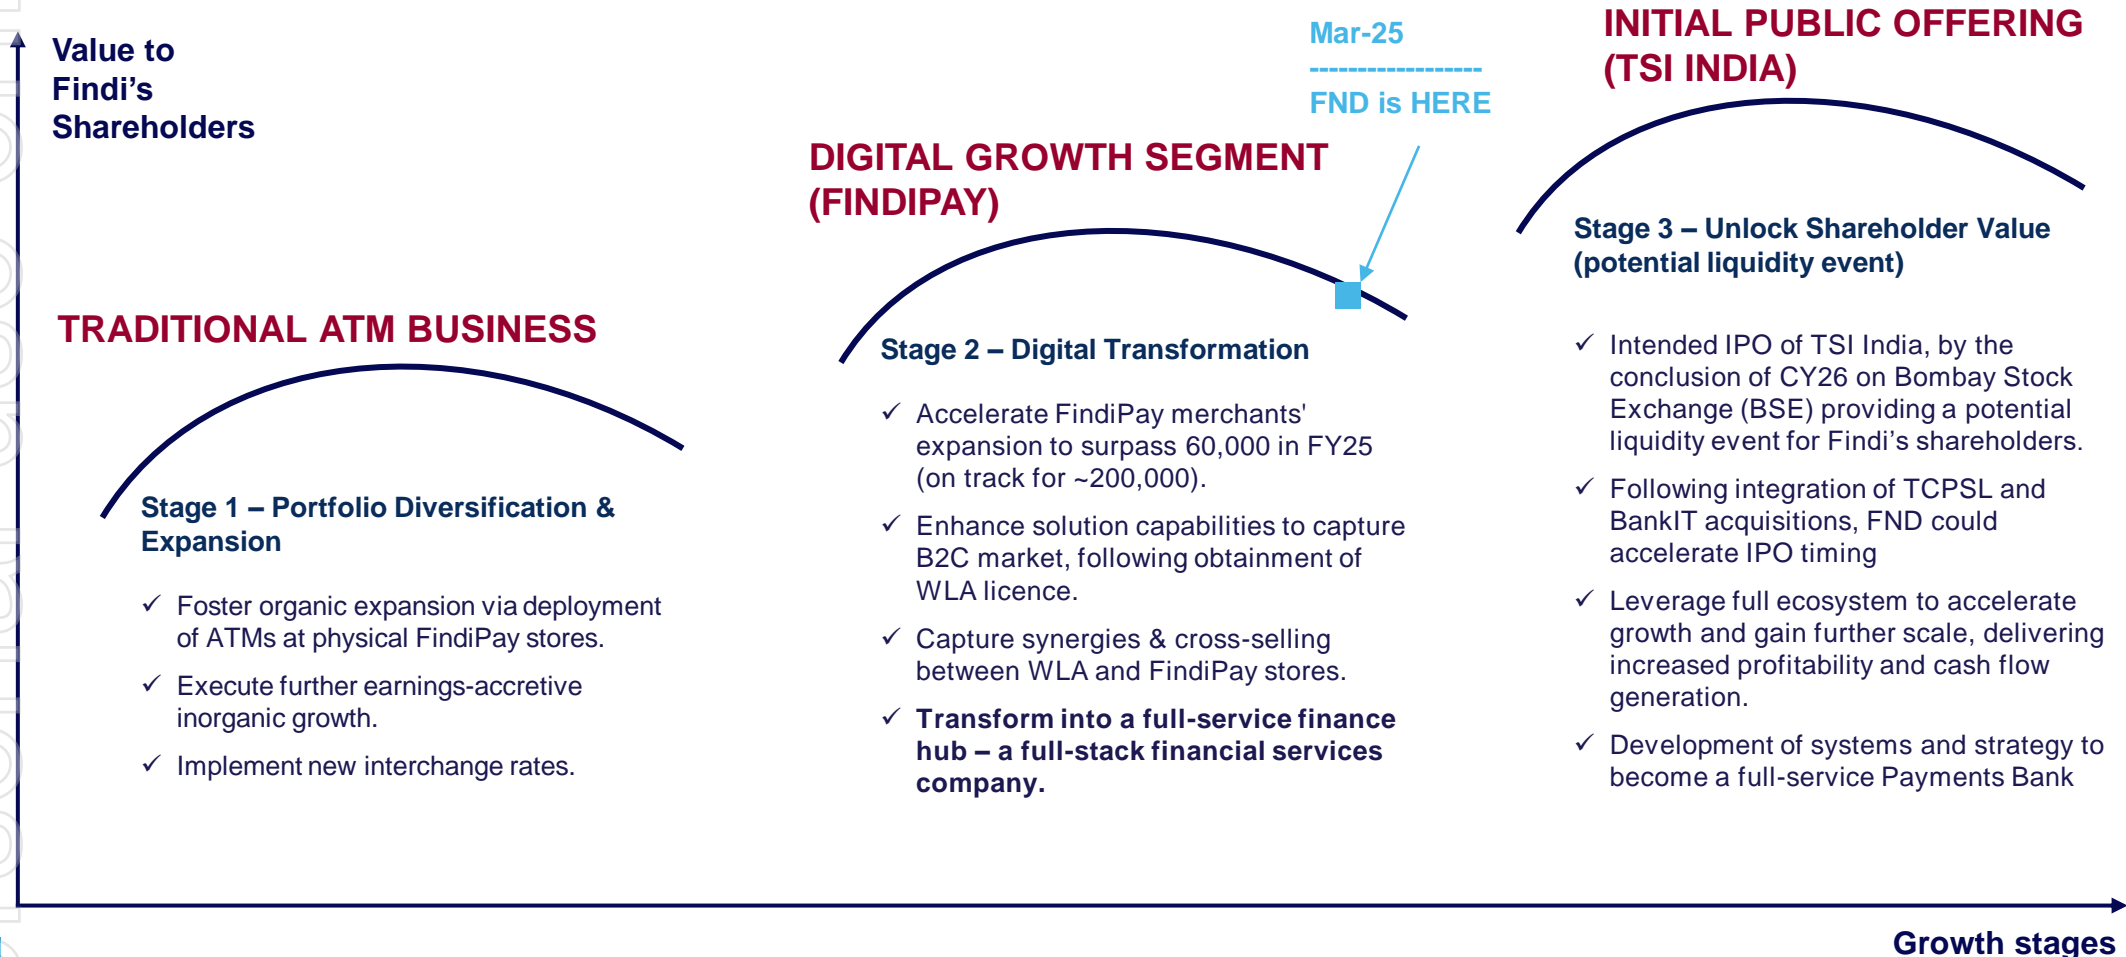 Value to
Findi’s
Shareholders
TRADITIONAL ATM BUSINESS
Stage 1 – Portfolio Diversification &
Expansion
✓ Foster organic expansion via deployment
of ATMs at physical FindiPay stores.
✓ Execute further earnings-accretive
inorganic growth.
✓ Implement new interchange rates.
DIGITAL GROWTH SEGMENT
(FINDIPAY)
Mar-25
------------------
FND is HERE
Stage 2 – Digital Transformation
✓ Accelerate FindiPay merchants'
expansion to surpass 60,000 in FY25
(on track for ~200,000).
✓ Enhance solution capabilities to capture
B2C market, following obtainment of
WLA licence.
✓ Capture synergies & cross-selling
between WLA and FindiPay stores.
✓ Transform into a full-service finance
hub – a full-stack financial services
company.
INITIAL PUBLIC OFFERING
(TSI INDIA)
Stage 3 – Unlock Shareholder Value
(potential liquidity event)
✓ Intended IPO of TSI India, by the
conclusion of CY26 on Bombay Stock
Exchange (BSE) providing a potential
liquidity event for Findi’s shareholders.
✓ Following integration of TCPSL and
BankIT acquisitions, FND could
accelerate IPO timing
✓ Leverage full ecosystem to accelerate
growth and gain further scale, delivering
increased profitability and cash flow
generation.
✓ Development of systems and strategy to
become a full-service Payments Bank
Growth stages